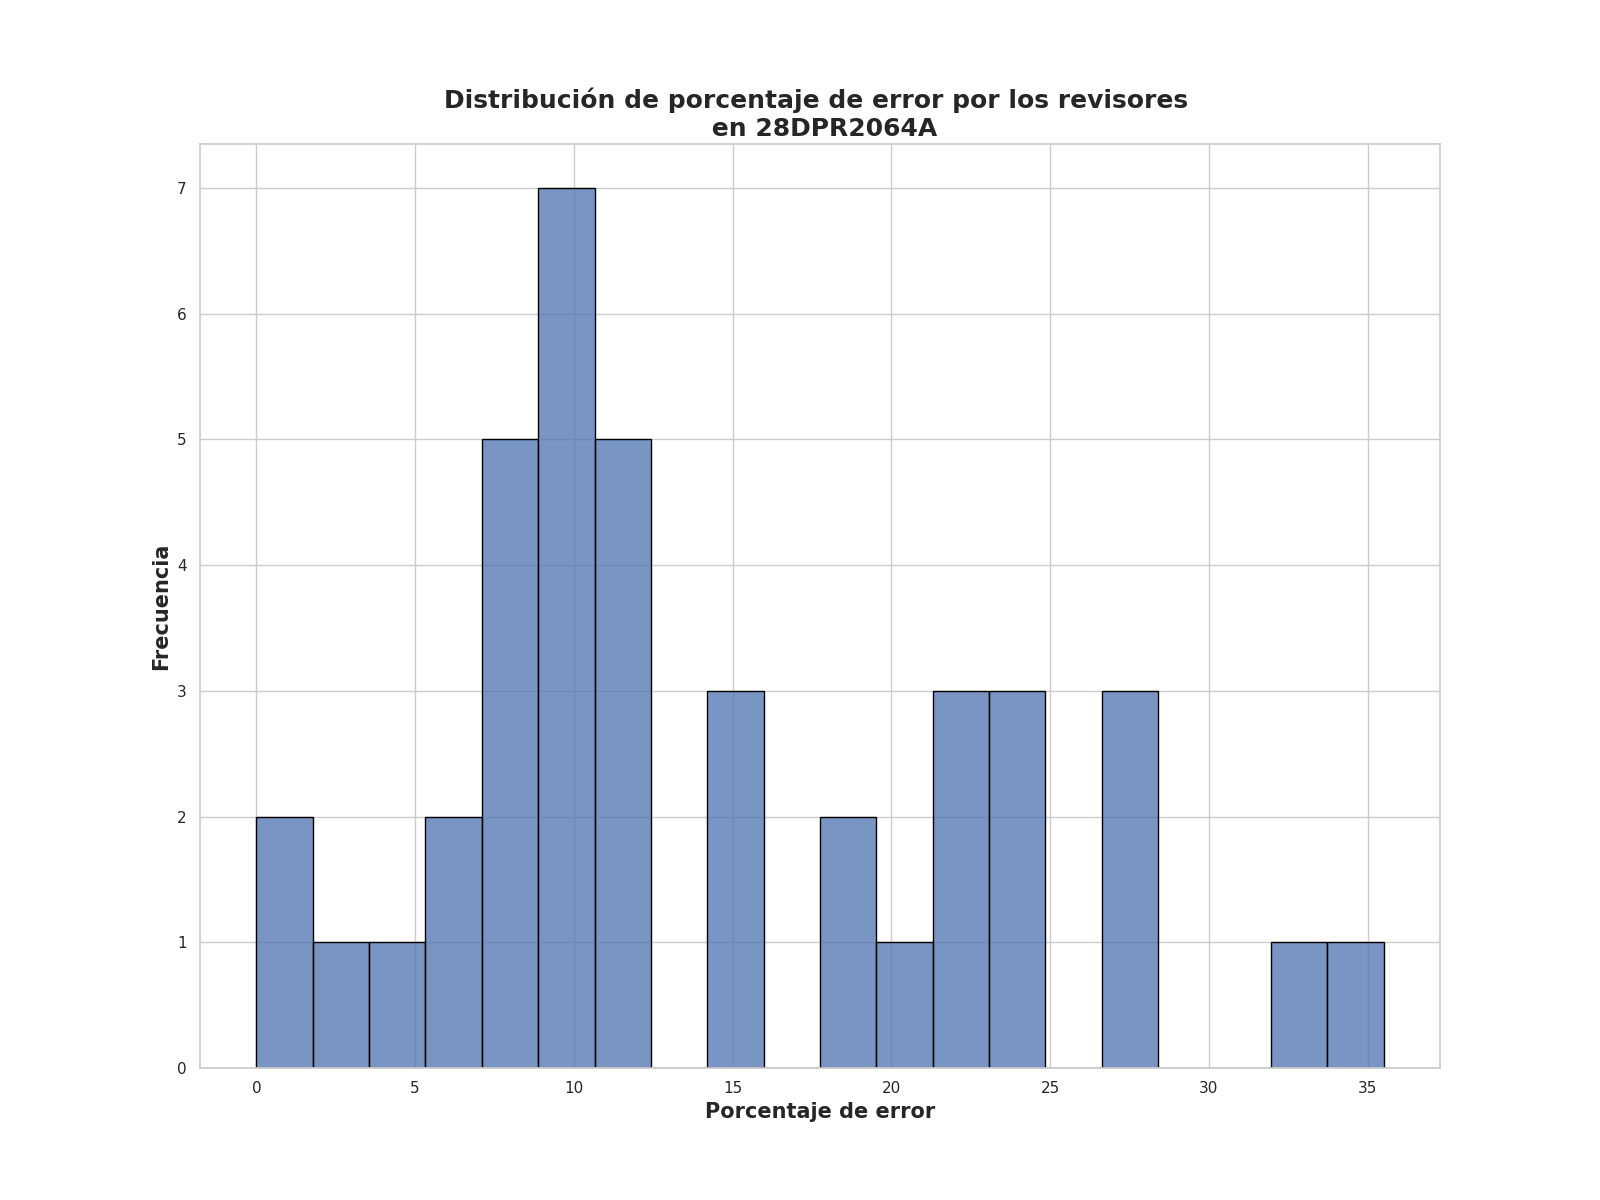 Distribución de porcentaje de error por los revisores
en 28DPR2064A
7
6
5
4
3
2
1
0
Frecuencia
0 5 10 15 20 25 30 35
Porcentaje de error